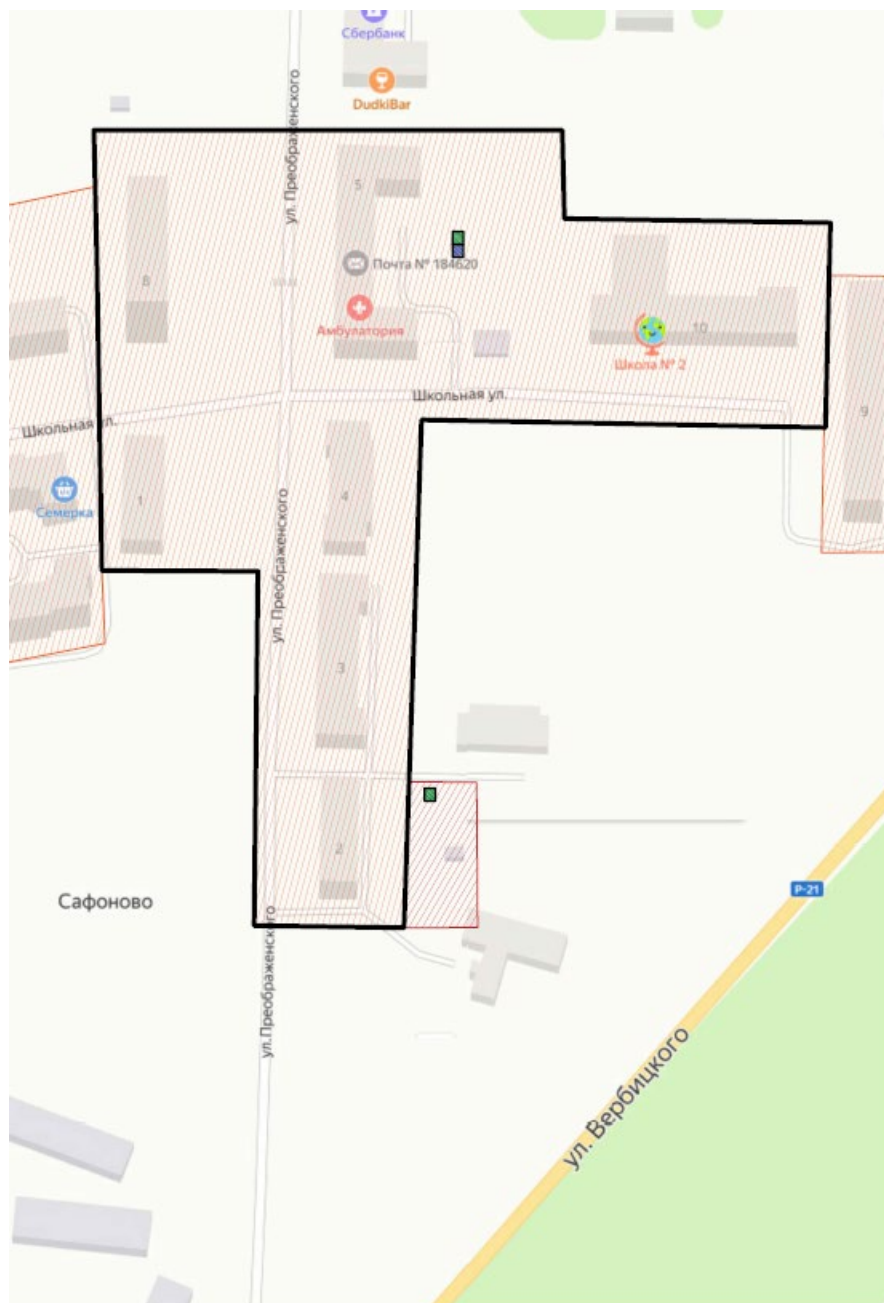 Сбербанк
DudkiBar
ул. Преображенского
5
8
Почта № 184620
Амбулатория
10
Школа № 2
Школьная ул.
Школьная ул.
9
Семерка
1
4
ул. Преображенского
3
2
Р-21
Сафоново
ул.Преображенского
ул. Вербицкого